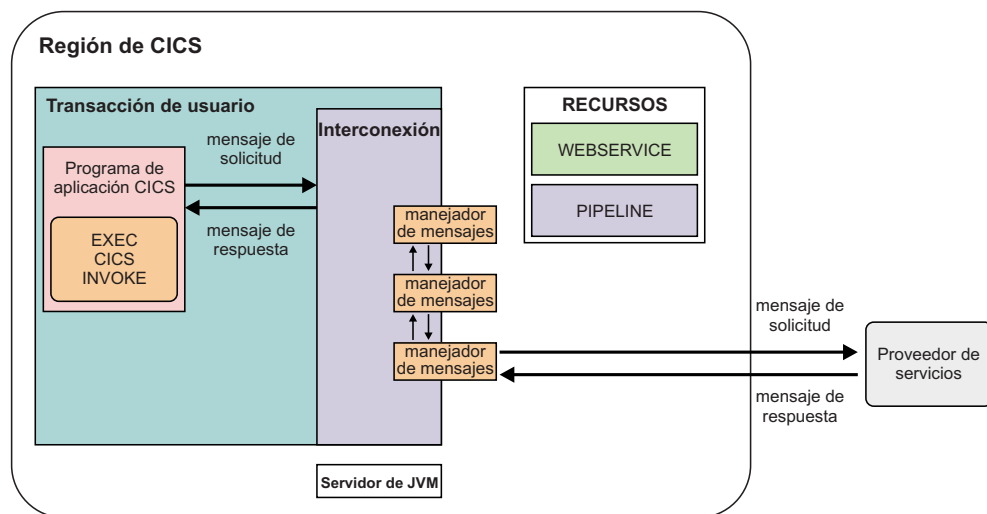 Región de CICS
Transacción de usuario
Interconexión
mensaje de
solicitud
Programa de
aplicación CICS
EXEC
CICS
INVOKE
mensaje de
respuesta
manejador
de mensajes
manejador
de mensajes
manejador
de mensajes
Servidor de JVM
RECURSOS
WEBSERVICE
PIPELINE
mensaje de
solicitud
mensaje de
respuesta
Proveedor de
servicios